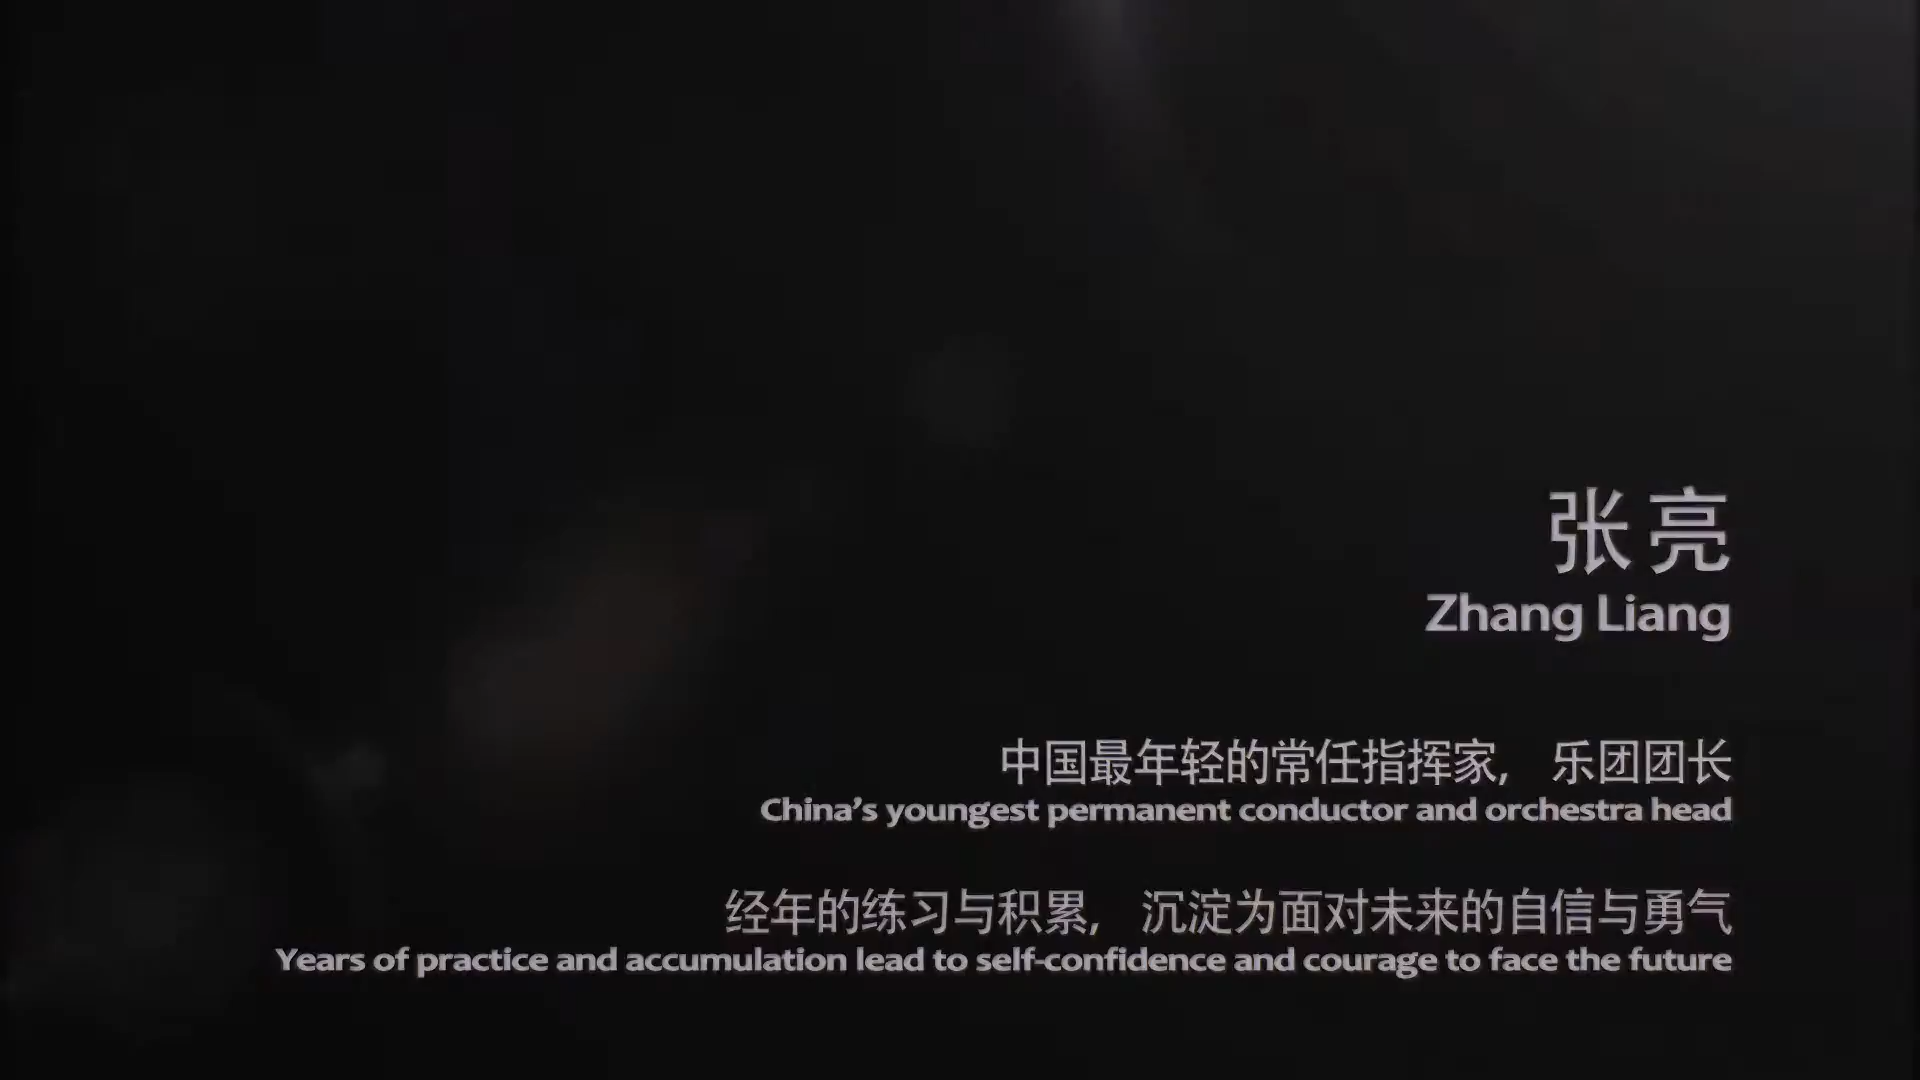 张亮
Zhang Liang
中国最年轻的常任指挥家, 乐团团长
China's youngest permanent conductor and orchestra head
经年的练习与积累, 沉淀为面对未来的自信与勇气
Years of practice and accumulation lead to self-confidence and courage to face the future